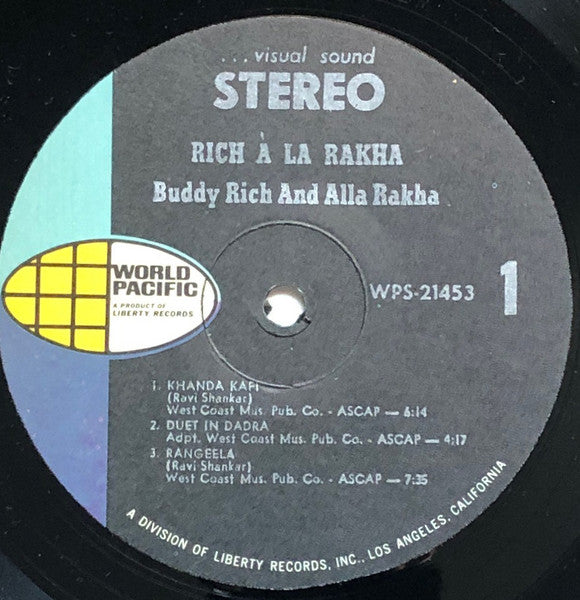 ...visual sound
STEREO
RICH À LA RAKHA
Buddy Rich And Alla Rakha
WORLD
PACIFIC
A PRODUCT OF
LIBERTY RECORDS
WPS-21453
1
1. KHANDA KAFI
(Ravi Shankar)
West Coast Mus. Pub. Co. - ASCAP — 6:14
2. DUET IN DADRA
Adpt. West Coast Mus. Pub. Co. - ASCAP — 4:17
3. RANGEELA
(Ravi Shankar)
West Coast Mus. Pub. Co. - ASCAP — 7:35
A DIVISION OF LIBERTY RECORDS, INC., LOS ANGELES, CALIFORNIA